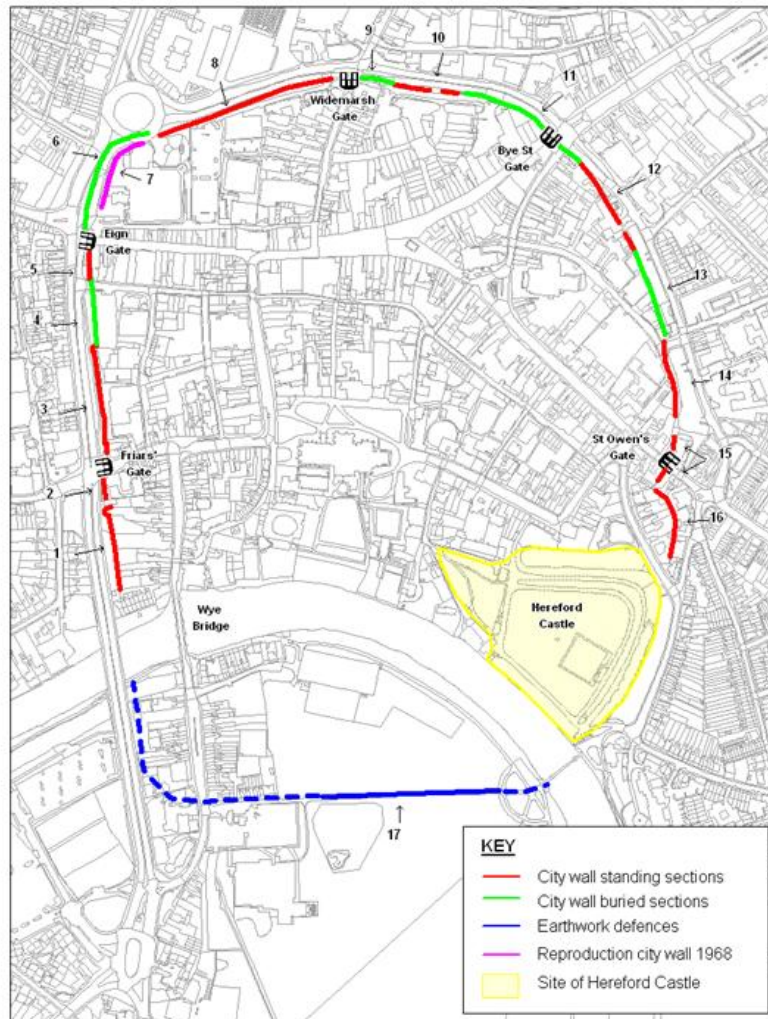 8
9
10
11
Widemarsh
Gate
6
7
Bye St
Gate
12
Eign
Gate
5
13
4
3
14
Friars'
Gate
St Owen's
Gate
15
2
16
1
Wye
Bridge
Hereford
Castle
17
KEY
City wall standing sections
City wall buried sections
Earthwork defences
Reproduction city wall 1968
Site of Hereford Castle